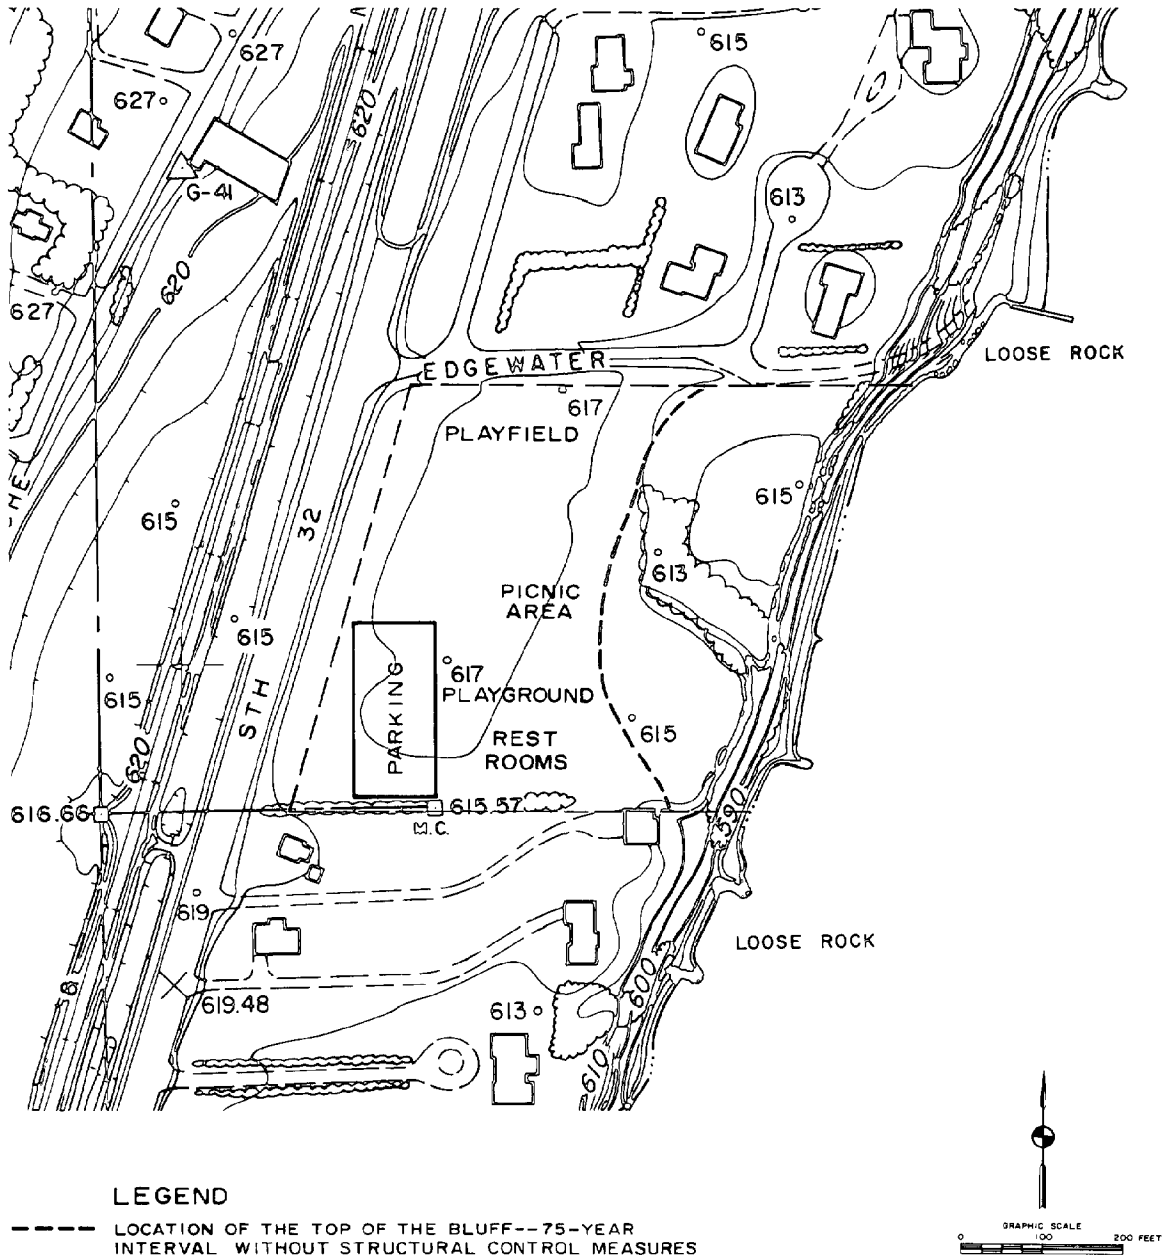 615
627
620
627
G-41
613
620
627
EDGEWATER
LOOSE ROCK
617
PLAYFIELD
HE
615
615
32
613
PICNIC
AREA
615
617
PARKING
PLAYGROUND
615
STH
615
REST
ROOMS
620
590
616.66
615.57
M.C.
619
LOOSE ROCK
600
619.48
613
610
LEGEND
LOCATION OF THE TOP OF THE BLUFF--75-YEAR
INTERVAL WITHOUT STRUCTURAL CONTROL MEASURES
GRAPHIC SCALE
0 100 200 FEET